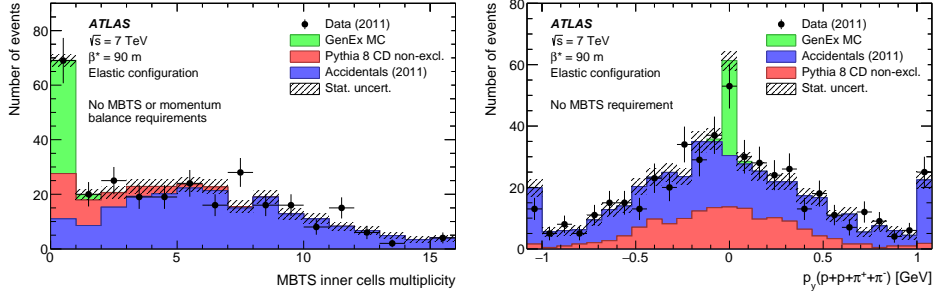 ATLAS
√s = 7 TeV
β* = 90 m
Elastic configuration
No MBTS or momentum
balance requirements
Data (2011)
GenEx MC
Pythia 8 CD non-excl.
Accidentals (2011)
Stat. uncert.
Number of events
80
60
40
20
0
0 5 10 15
MBTS inner cells multiplicity
ATLAS
√s = 7 TeV
β* = 90 m
Elastic configuration
No MBTS requirement
Data (2011)
GenEx MC
Pythia 8 CD non-excl.
Accidentals (2011)
Stat. uncert.
Number of events
80
60
40
20
0
−1 −0.5 0 0.5 1
p_y(p+p+π⁺+π⁻) [GeV]